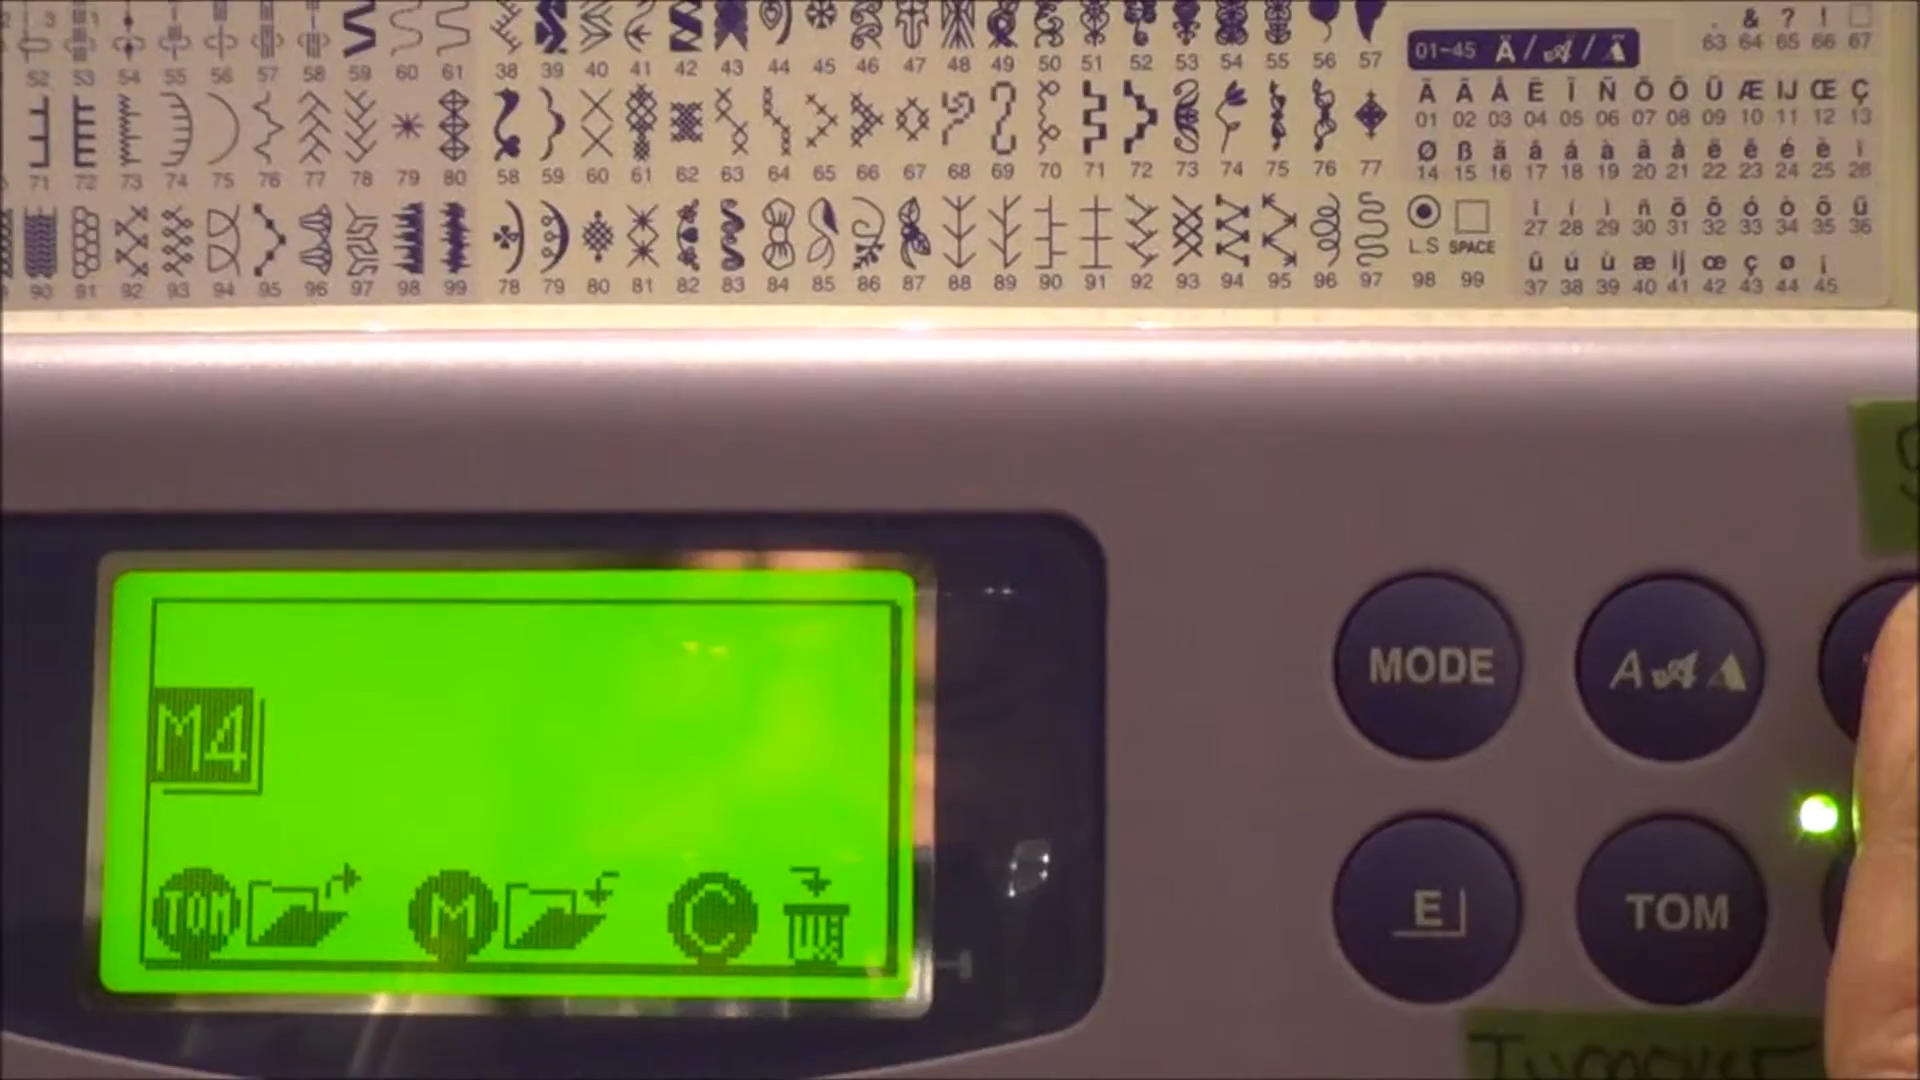 & ? !
63 64 65 66 67
01-45 A / A / A
52 53 54 55 56 57 58 59 60 61
38 39 40 41 42 43 44 45 46 47 48 49 50 51 52 53 54 55 56 57
Ä Ã Å Ë Ï Ñ Ö Õ Ü Æ IJ Œ Ç
01 02 03 04 05 06 07 08 09 10 11 12 13
Ø ß
14 15 16 17 18 19 20 21 22 23 24 25 26
71 72 73 74 75 76 77 78 79 80
58 59 60 61 62 63 64 65 66 67 68 69 70 71 72 73 74 75 76 77
27 28 29 30 31 32 33 34 35 36
L.S SPACE
û ú ù æ ij œ ç ø ¡
37 38 39 40 41 42 43 44 45
90 91 92 93 94 95 96 97 98 99
78 79 80 81 82 83 84 85 86 87 88 89 90 91 92 93 94 95 96 97 98 99
M4
TOM M C
MODE
A A A
E
TOM
Turnover